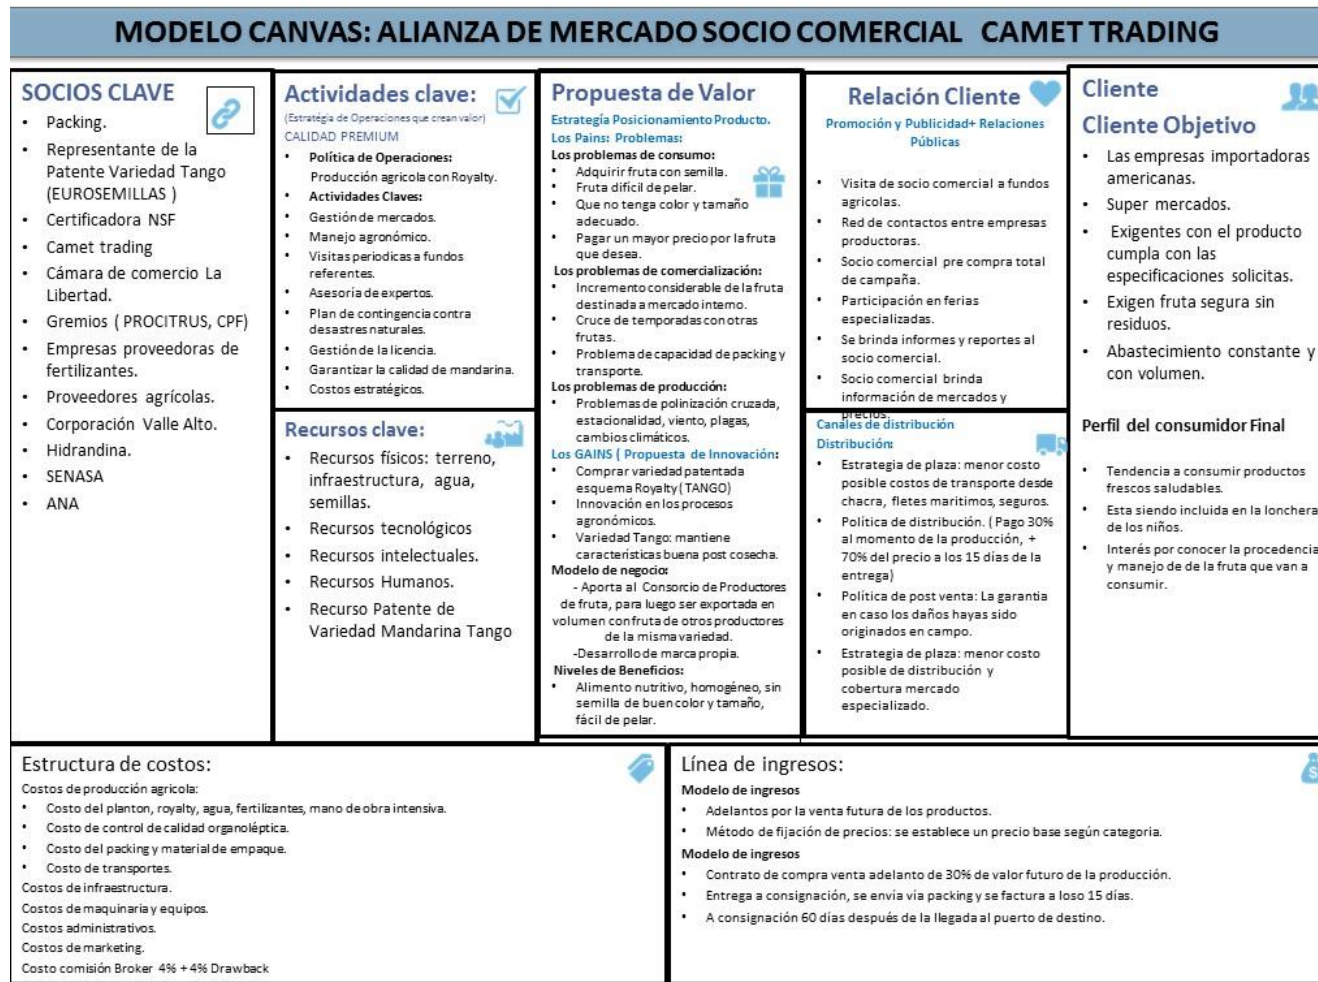 MODELO CANVAS: ALIANZA DE MERCADO SOCIO COMERCIAL CAMET TRADING
SOCIOS CLAVE
• Packing.
• Representante de la
Patente Variedad Tango
(EUROSEMILLAS )
• Certificadora NSF
• Camet trading
• Cámara de comercio La
Libertad.
• Gremios ( PROCITRUS, CPF)
• Empresas proveedoras de
fertilizantes.
• Proveedores agrícolas.
• Corporación Valle Alto.
• Hidrandina.
• SENASA
• ANA
Actividades clave:
(Estratégia de Operaciones que crean valor)
CALIDAD PREMIUM
• Política de Operaciones:
Producción agricola con Royalty.
• Actividades Claves:
• Gestión de mercados.
• Manejo agronómico.
• Visitas periodicas a fundos
referentes.
• Asesoría de expertos.
• Plan de contingencia contra
desastres naturales.
• Gestión de la licencia.
• Garantizar la calidad de mandarina.
• Costos estratégicos.
Recursos clave:
• Recursos físicos: terreno,
infraestructura, agua,
semillas.
• Recursos tecnológicos
• Recursos intelectuales.
• Recursos Humanos.
• Recurso Patente de
Variedad Mandarina Tango
Propuesta de Valor
Estrategía Posicionamiento Producto.
Los Pains: Problemas:
Los problemas de consumo:
• Adquirir fruta con semilla.
• Fruta dificil de pelar.
• Que no tenga color y tamaño
adecuado.
• Pagar un mayor precio por la fruta
que desea.
Los problemas de comercialización:
• Incremento considerable de la fruta
destinada a mercado interno.
• Cruce de temporadas con otras
frutas.
• Problema de capacidad de packing y
transporte.
Los problemas de producción:
• Problemas de polinización cruzada,
estacionalidad, viento, plagas,
cambios climáticos.
Los GAINS ( Propuesta de Innovación:
• Comprar variedad patentada
esquema Royalty ( TANGO)
• Innovación en los procesos
agronómicos.
• Variedad Tango: mantiene
características buena post cosecha.
Modelo de negocio:
- Aporta al Consorcio de Productores
de fruta, para luego ser exportada en
volumen con fruta de otros productores
de la misma variedad.
-Desarrollo de marca propia.
Niveles de Beneficios:
• Alimento nutritivo, homogéneo, sin
semilla de buen color y tamaño,
fácil de pelar.
Relación Cliente
Promoción y Publicidad+ Relaciones
Públicas
• Visita de socio comercial a fundos
agricolas.
• Red de contactos entre empresas
productoras.
• Socio comercial pre compra total
de campaña.
• Participación en ferias
especializadas.
• Se brinda informes y reportes al
socio comercial.
• Socio comercial brinda
información de mercados y
precios.
Canales de distribución
Distribución:
• Estrategia de plaza: menor costo
posible costos de transporte desde
chacra, fletes maritimos, seguros.
• Política de distribución. ( Pago 30%
al momento de la producción, +
70% del precio a los 15 días de la
entrega)
• Política de post venta: La garantia
en caso los daños hayas sido
originados en campo.
• Estrategia de plaza: menor costo
posible de distribución y
cobertura mercado
especializado.
Cliente
Cliente Objetivo
• Las empresas importadoras
americanas.
• Super mercados.
• Exigentes con el producto
cumpla con las
especificaciones solicitas.
• Exigen fruta segura sin
residuos.
• Abastecimiento constante y
con volumen.
Perfil del consumidor Final
• Tendencia a consumir productos
frescos saludables.
• Esta siendo incluida en la lonchera
de los niños.
• Interés por conocer la procedencia
y manejo de de la fruta que van a
consumir.
Estructura de costos:
Costos de producción agricola:
• Costo del planton, royalty, agua, fertilizantes, mano de obra intensiva.
• Costo de control de calidad organoléptica.
• Costo del packing y material de empaque.
• Costo de transportes.
Costos de infraestructura.
Costos de maquinaria y equipos.
Costos administrativos.
Costos de marketing.
Costo comisión Broker 4% + 4% Drawback
Línea de ingresos:
Modelo de ingresos
• Adelantos por la venta futura de los productos.
• Método de fijación de precios: se establece un precio base según categoria.
Modelo de ingresos
• Contrato de compra venta adelanto de 30% de valor futuro de la producción.
• Entrega a consignación, se envía vía packing y se factura a loso 15 días.
• A consignación 60 días después de la llegada al puerto de destino.